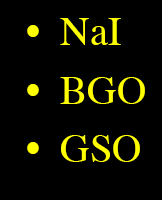 • NaI
• BGO
• GSO